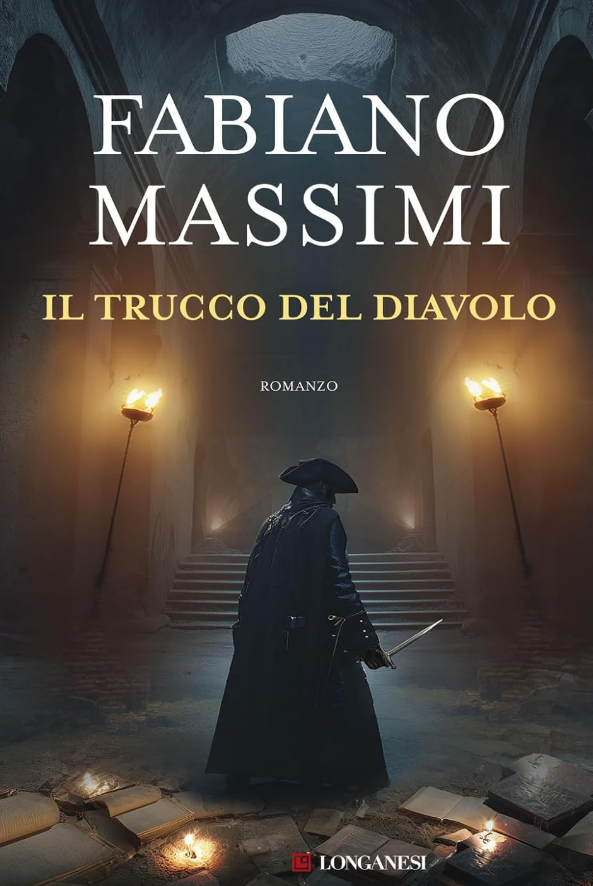 FABIANO
MASSIMI
IL TRUCCO DEL DIAVOLO
ROMANZO
LONGANESI